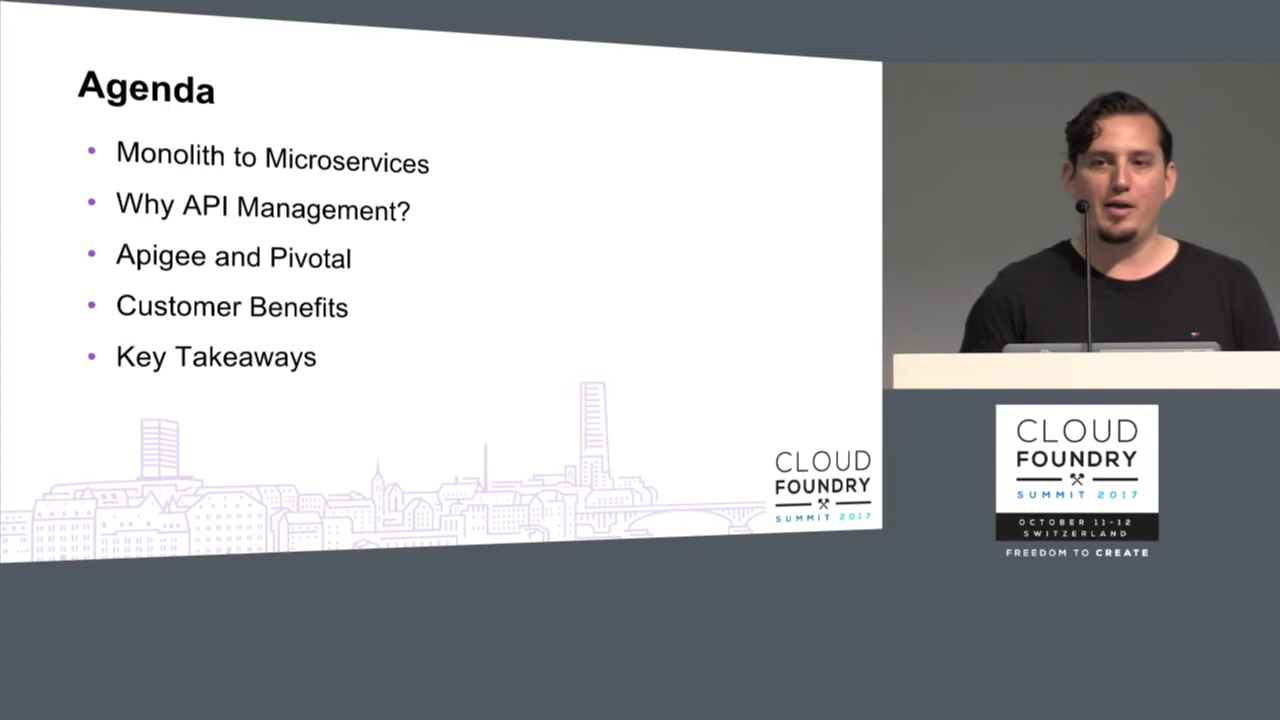 Agenda
• Monolith to Microservices
• Why API Management?
• Apigee and Pivotal
• Customer Benefits
• Key Takeaways
CLOUD
FOUNDRY
SUMMIT 2017
CLOUD
FOUNDRY
SUMMIT 2017
OCTOBER 11-12
SWITZERLAND
FREEDOM TO CREATE